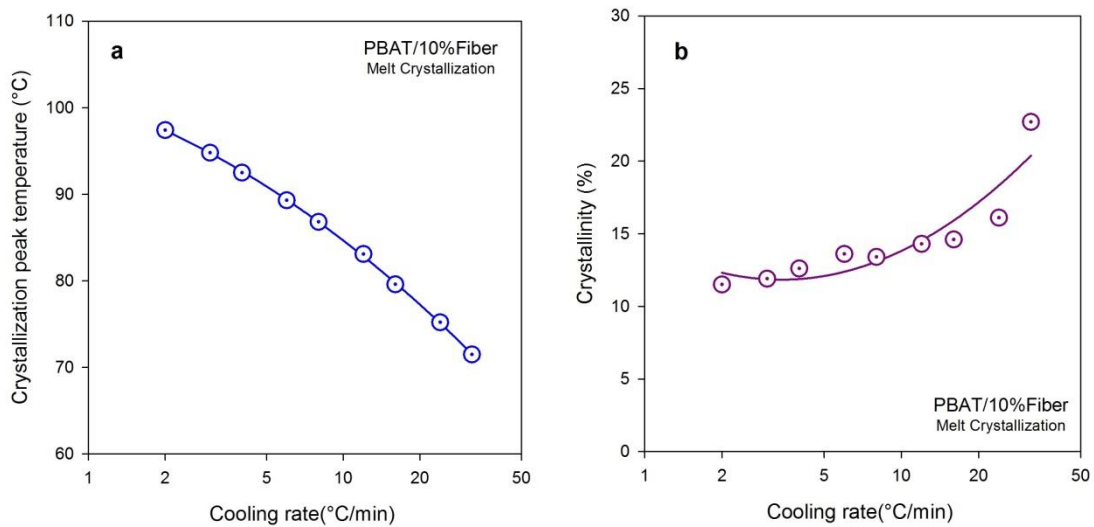 a
PBAT/10%Fiber
Melt Crystallization
Crystallization peak temperature (°C)
110
100
90
80
70
60
1 2 5 10 20 50
Cooling rate(°C/min)
b
PBAT/10%Fiber
Melt Crystallization
Crystallinity (%)
30
25
20
15
10
5
0
1 2 5 10 20 50
Cooling rate(°C/min)